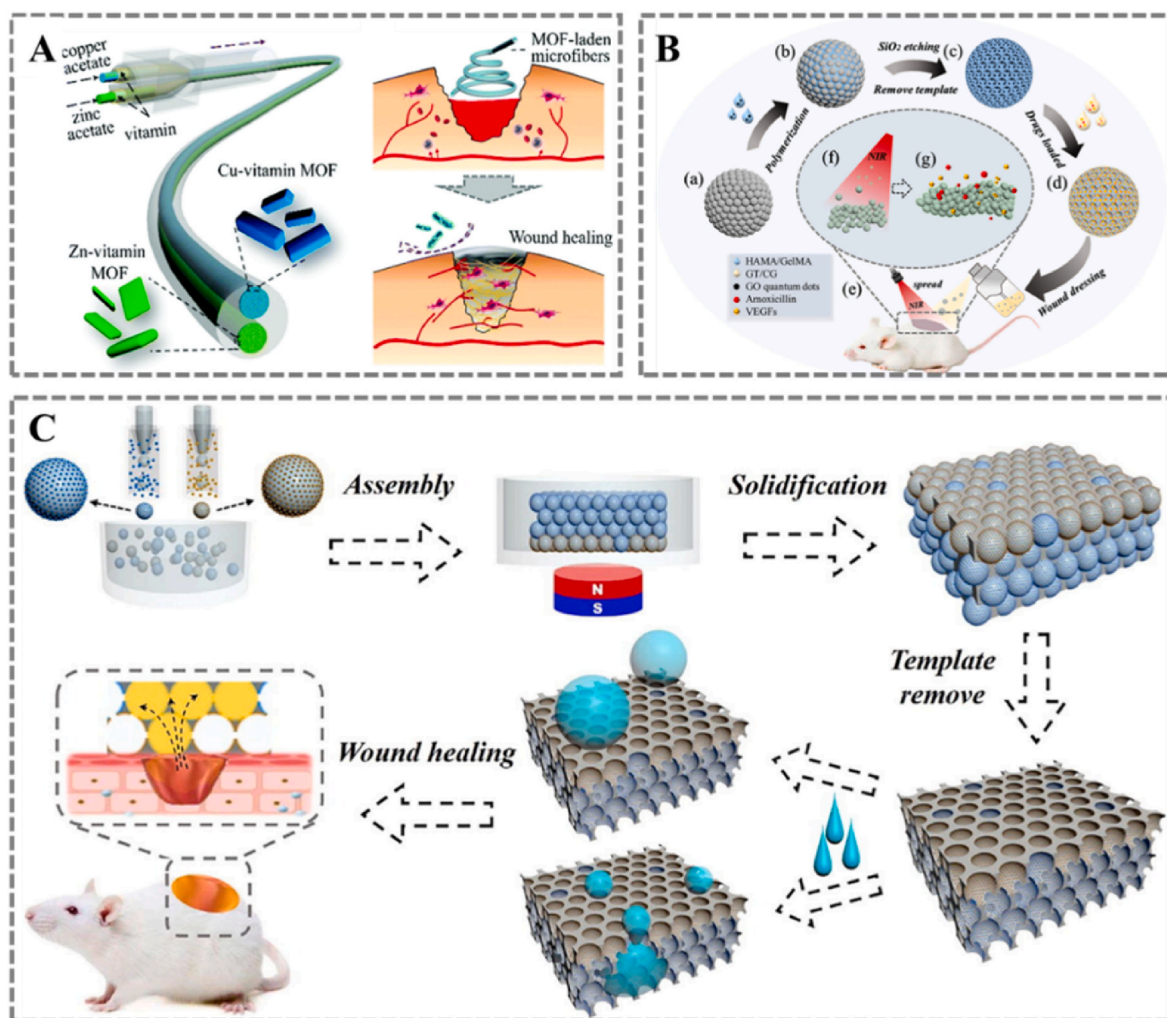 A
copper
acetate
zinc
acetate
vitamin
Cu-vitamin MOF
Zn-vitamin
MOF
MOF-laden
microfibers
Wound healing
B
(b)
SiO₂ etching
(c)
Remove template
Polymerization
Drugs loaded
(f)
NIR
(g)
(a)
(d)
HAMA/GelMA
GT/CG
GO quantum dots
Amoxicillin
VEGFs
(e)
spread
NIR
Wound dressing
C
Assembly
Solidification
N
S
Template
remove
Wound healing